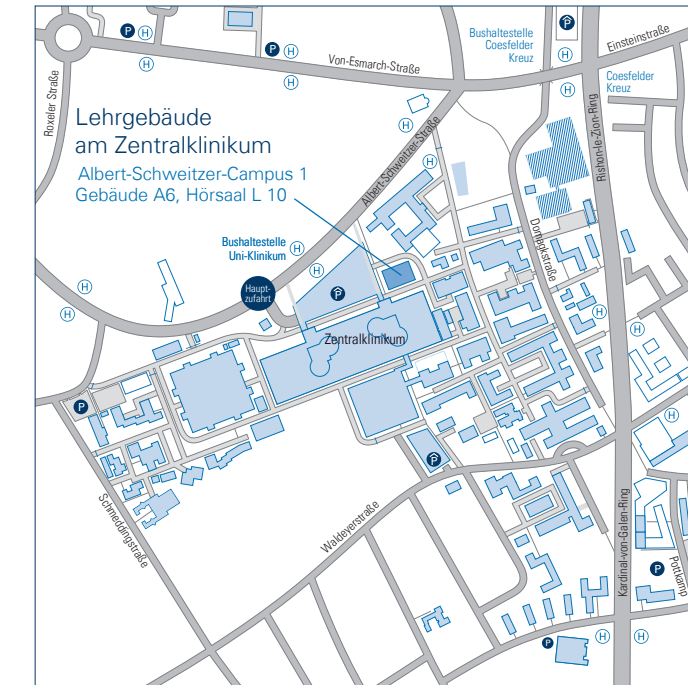 P
H
H
P
H
H
Von-Esmarch-Straße
Bushaltestelle
Coesfelder
Kreuz
P
H
H
Einsteinstraße
Coesfelder
Kreuz
Roxeler Straße
Rishon-le-Zion-Ring
Lehrgebäude
am Zentralklinikum
Albert-Schweitzer-Campus 1
Gebäude A6, Hörsaal L 10
H
H
Albert-Schweitzer-Straße
Domagkstraße
Bushaltestelle
Uni-Klinikum
H
H
H
H
Haupt-
zufahrt
P
Zentralklinikum
H
H
P
H
P
Schmeddingstraße
Waldeyerstraße
Kardinal-von-Galen-Ring
P
Pottkamp
P
H
H